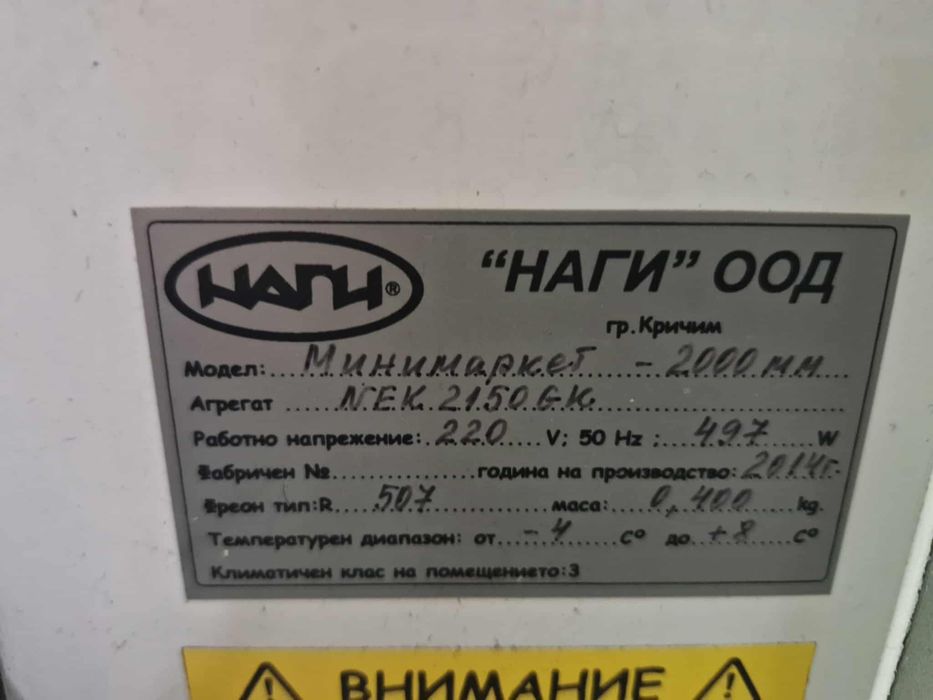 НАГИ®
"НАГИ" ООД
гр.Кричим
Модел: Минимаркет - 2000 мм
Агрегат NEK 2150GK
Работно напрежение: 220 V; 50 Hz : 497 W
Фабричен №. година на производство: 2014г.
Фреон тип:R 507 маса: 0,400 kg.
Температурен диапазон: от -4 С° до +8 С°
Климатичен клас на помещението:3
ВНИМАНИЕ